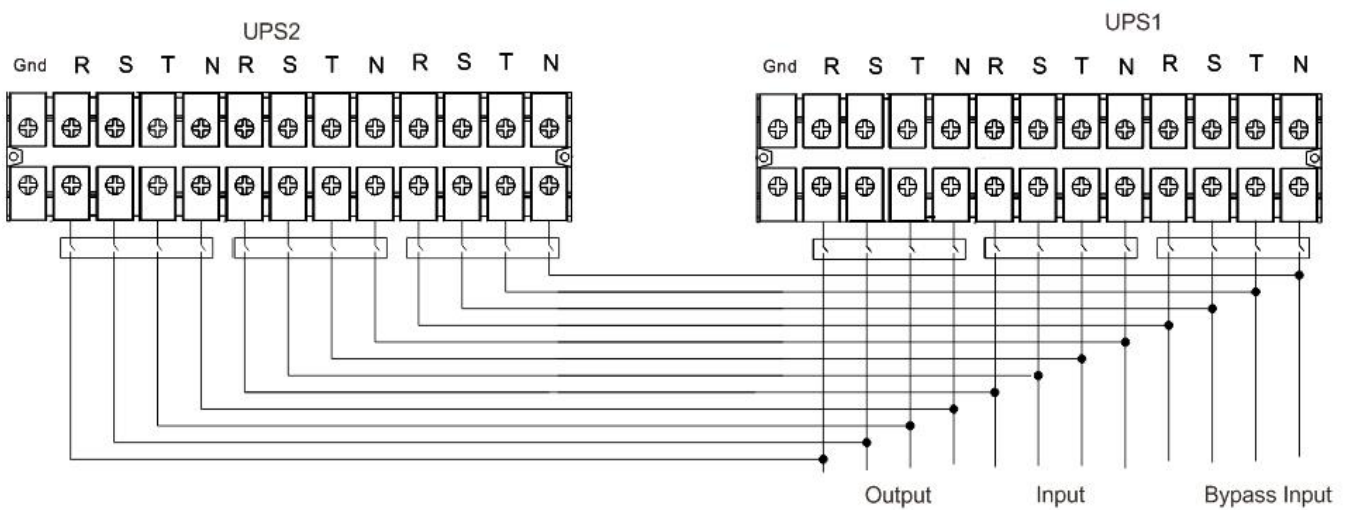 UPS2
Gnd R S T N R S T N R S T N
UPS1
Gnd R S T N R S T N R S T N
Output Input Bypass Input